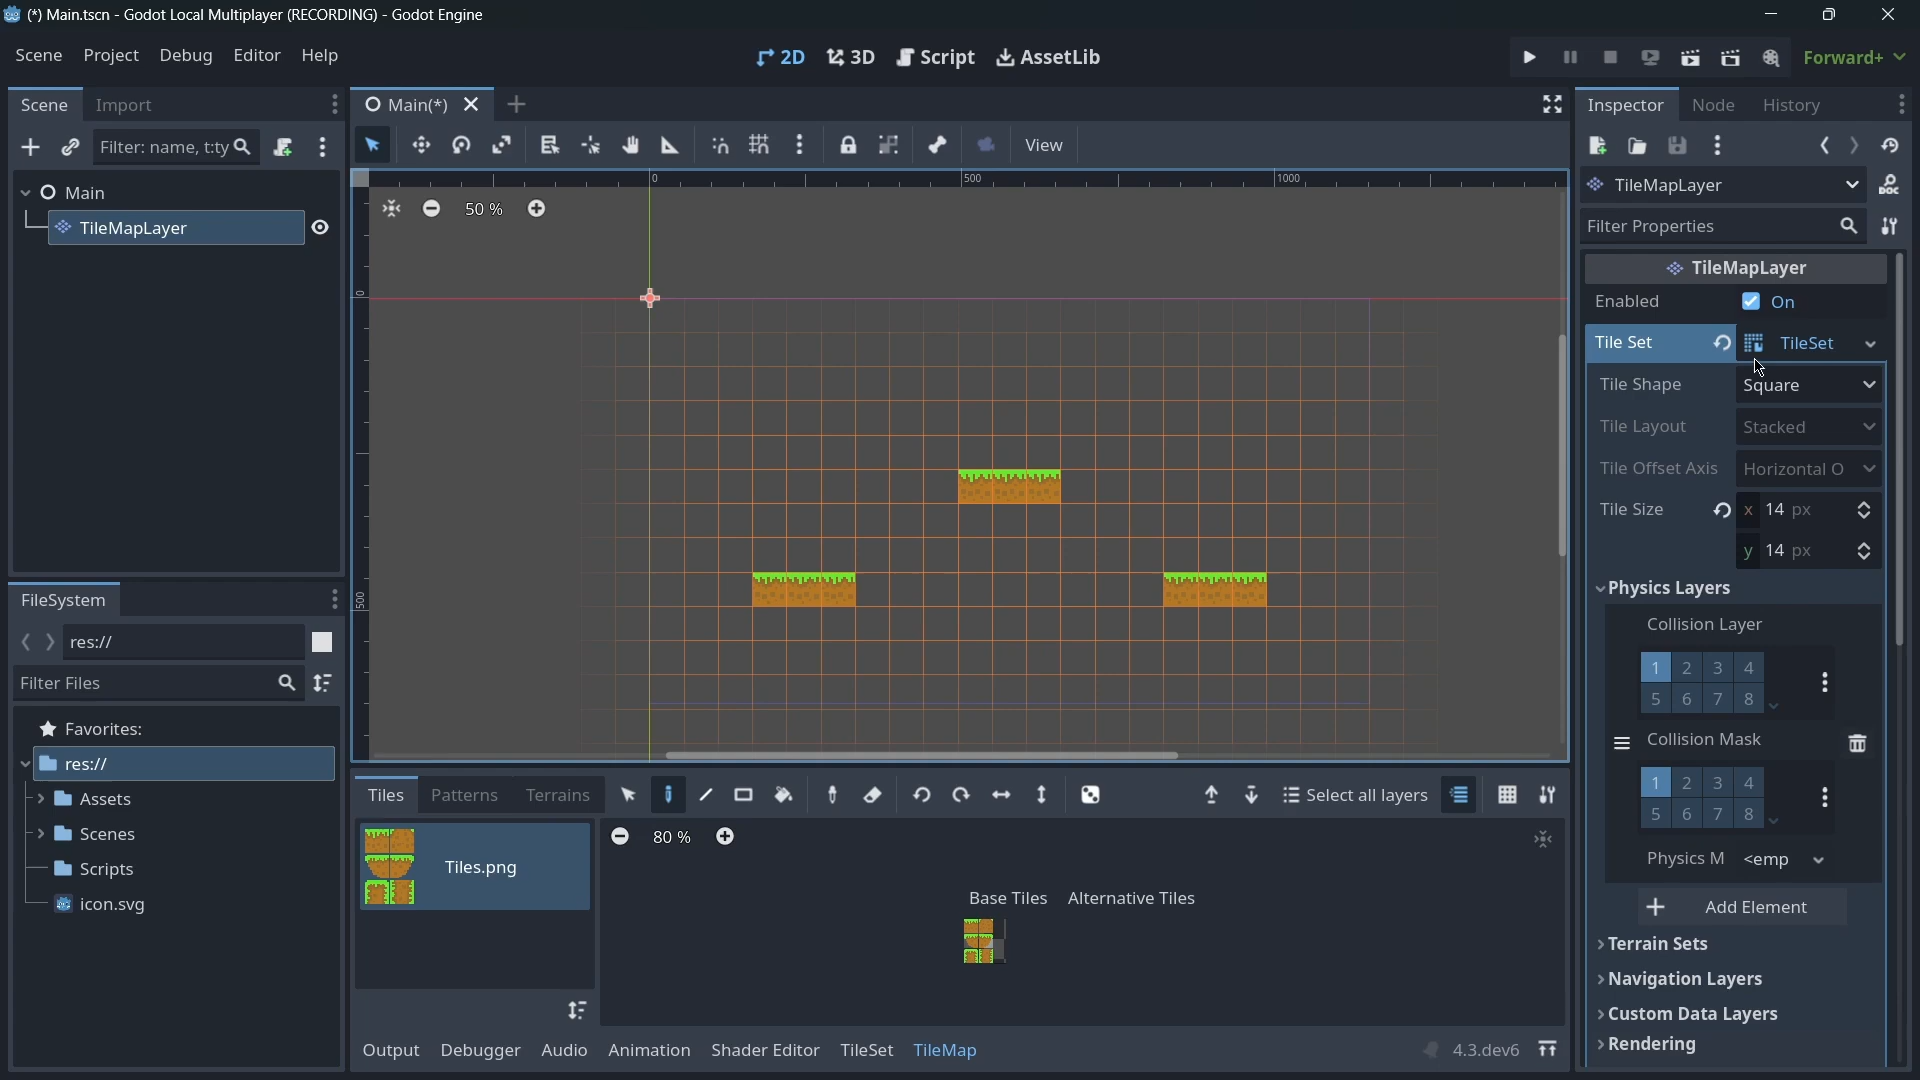 (*) Main.tscn - Godot Local Multiplayer (RECORDING) - Godot Engine
Scene Project Debug Editor Help
2D 3D Script AssetLib
Forward+
Scene Import
Filter: name, t:ty
Main
TileMapLayer
FileSystem
res://
Filter Files
Favorites:
res://
Assets
Scenes
Scripts
icon.svg
Main(*)
View
0 500 1000
0
500
50 %
Tiles Patterns Terrains
Select all layers
Tiles.png
80 %
Base Tiles Alternative Tiles
Output Debugger Audio Animation Shader Editor TileSet TileMap
4.3.dev6
Inspector Node History
TileMapLayer
DOC
Filter Properties
TileMapLayer
Enabled On
Tile Set TileSet
Tile Shape Square
Tile Layout Stacked
Tile Offset Axis Horizontal O
Tile Size x 14 px
y 14 px
Physics Layers
Collision Layer
1 2 3 4
5 6 7 8
Collision Mask
1 2 3 4
5 6 7 8
Physics M <emp
Add Element
Terrain Sets
Navigation Layers
Custom Data Layers
Rendering